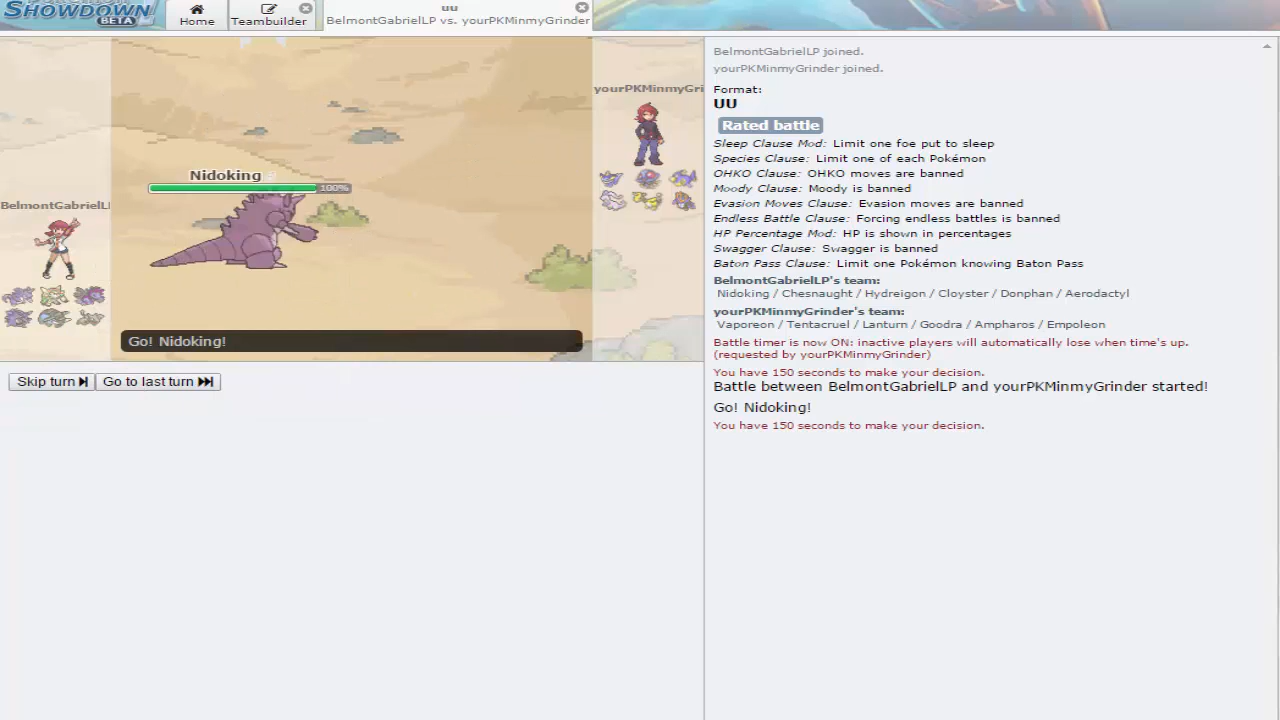 SHOWDOWN
BETA
Home
Teambuilder
uu
BelmontGabrielLP vs. yourPKMinmyGrinder
yourPKMinmyGri
Nidoking
100%
BelmontGabrielL
Go! Nidoking!
Skip turn
Go to last turn
BelmontGabrielLP joined.
yourPKMinmyGrinder joined.
Format:
UU
Rated battle
Sleep Clause Mod: Limit one foe put to sleep
Species Clause: Limit one of each Pokémon
OHKO Clause: OHKO moves are banned
Moody Clause: Moody is banned
Evasion Moves Clause: Evasion moves are banned
Endless Battle Clause: Forcing endless battles is banned
HP Percentage Mod: HP is shown in percentages
Swagger Clause: Swagger is banned
Baton Pass Clause: Limit one Pokémon knowing Baton Pass
BelmontGabrielLP's team:
Nidoking / Chesnaught / Hydreigon / Cloyster / Donphan / Aerodactyl
yourPKMinmyGrinder's team:
Vaporeon / Tentacruel / Lanturn / Goodra / Ampharos / Empoleon
Battle timer is now ON: inactive players will automatically lose when time's up.
(requested by yourPKMinmyGrinder)
You have 150 seconds to make your decision.
Battle between BelmontGabrielLP and yourPKMinmyGrinder started!
Go! Nidoking!
You have 150 seconds to make your decision.